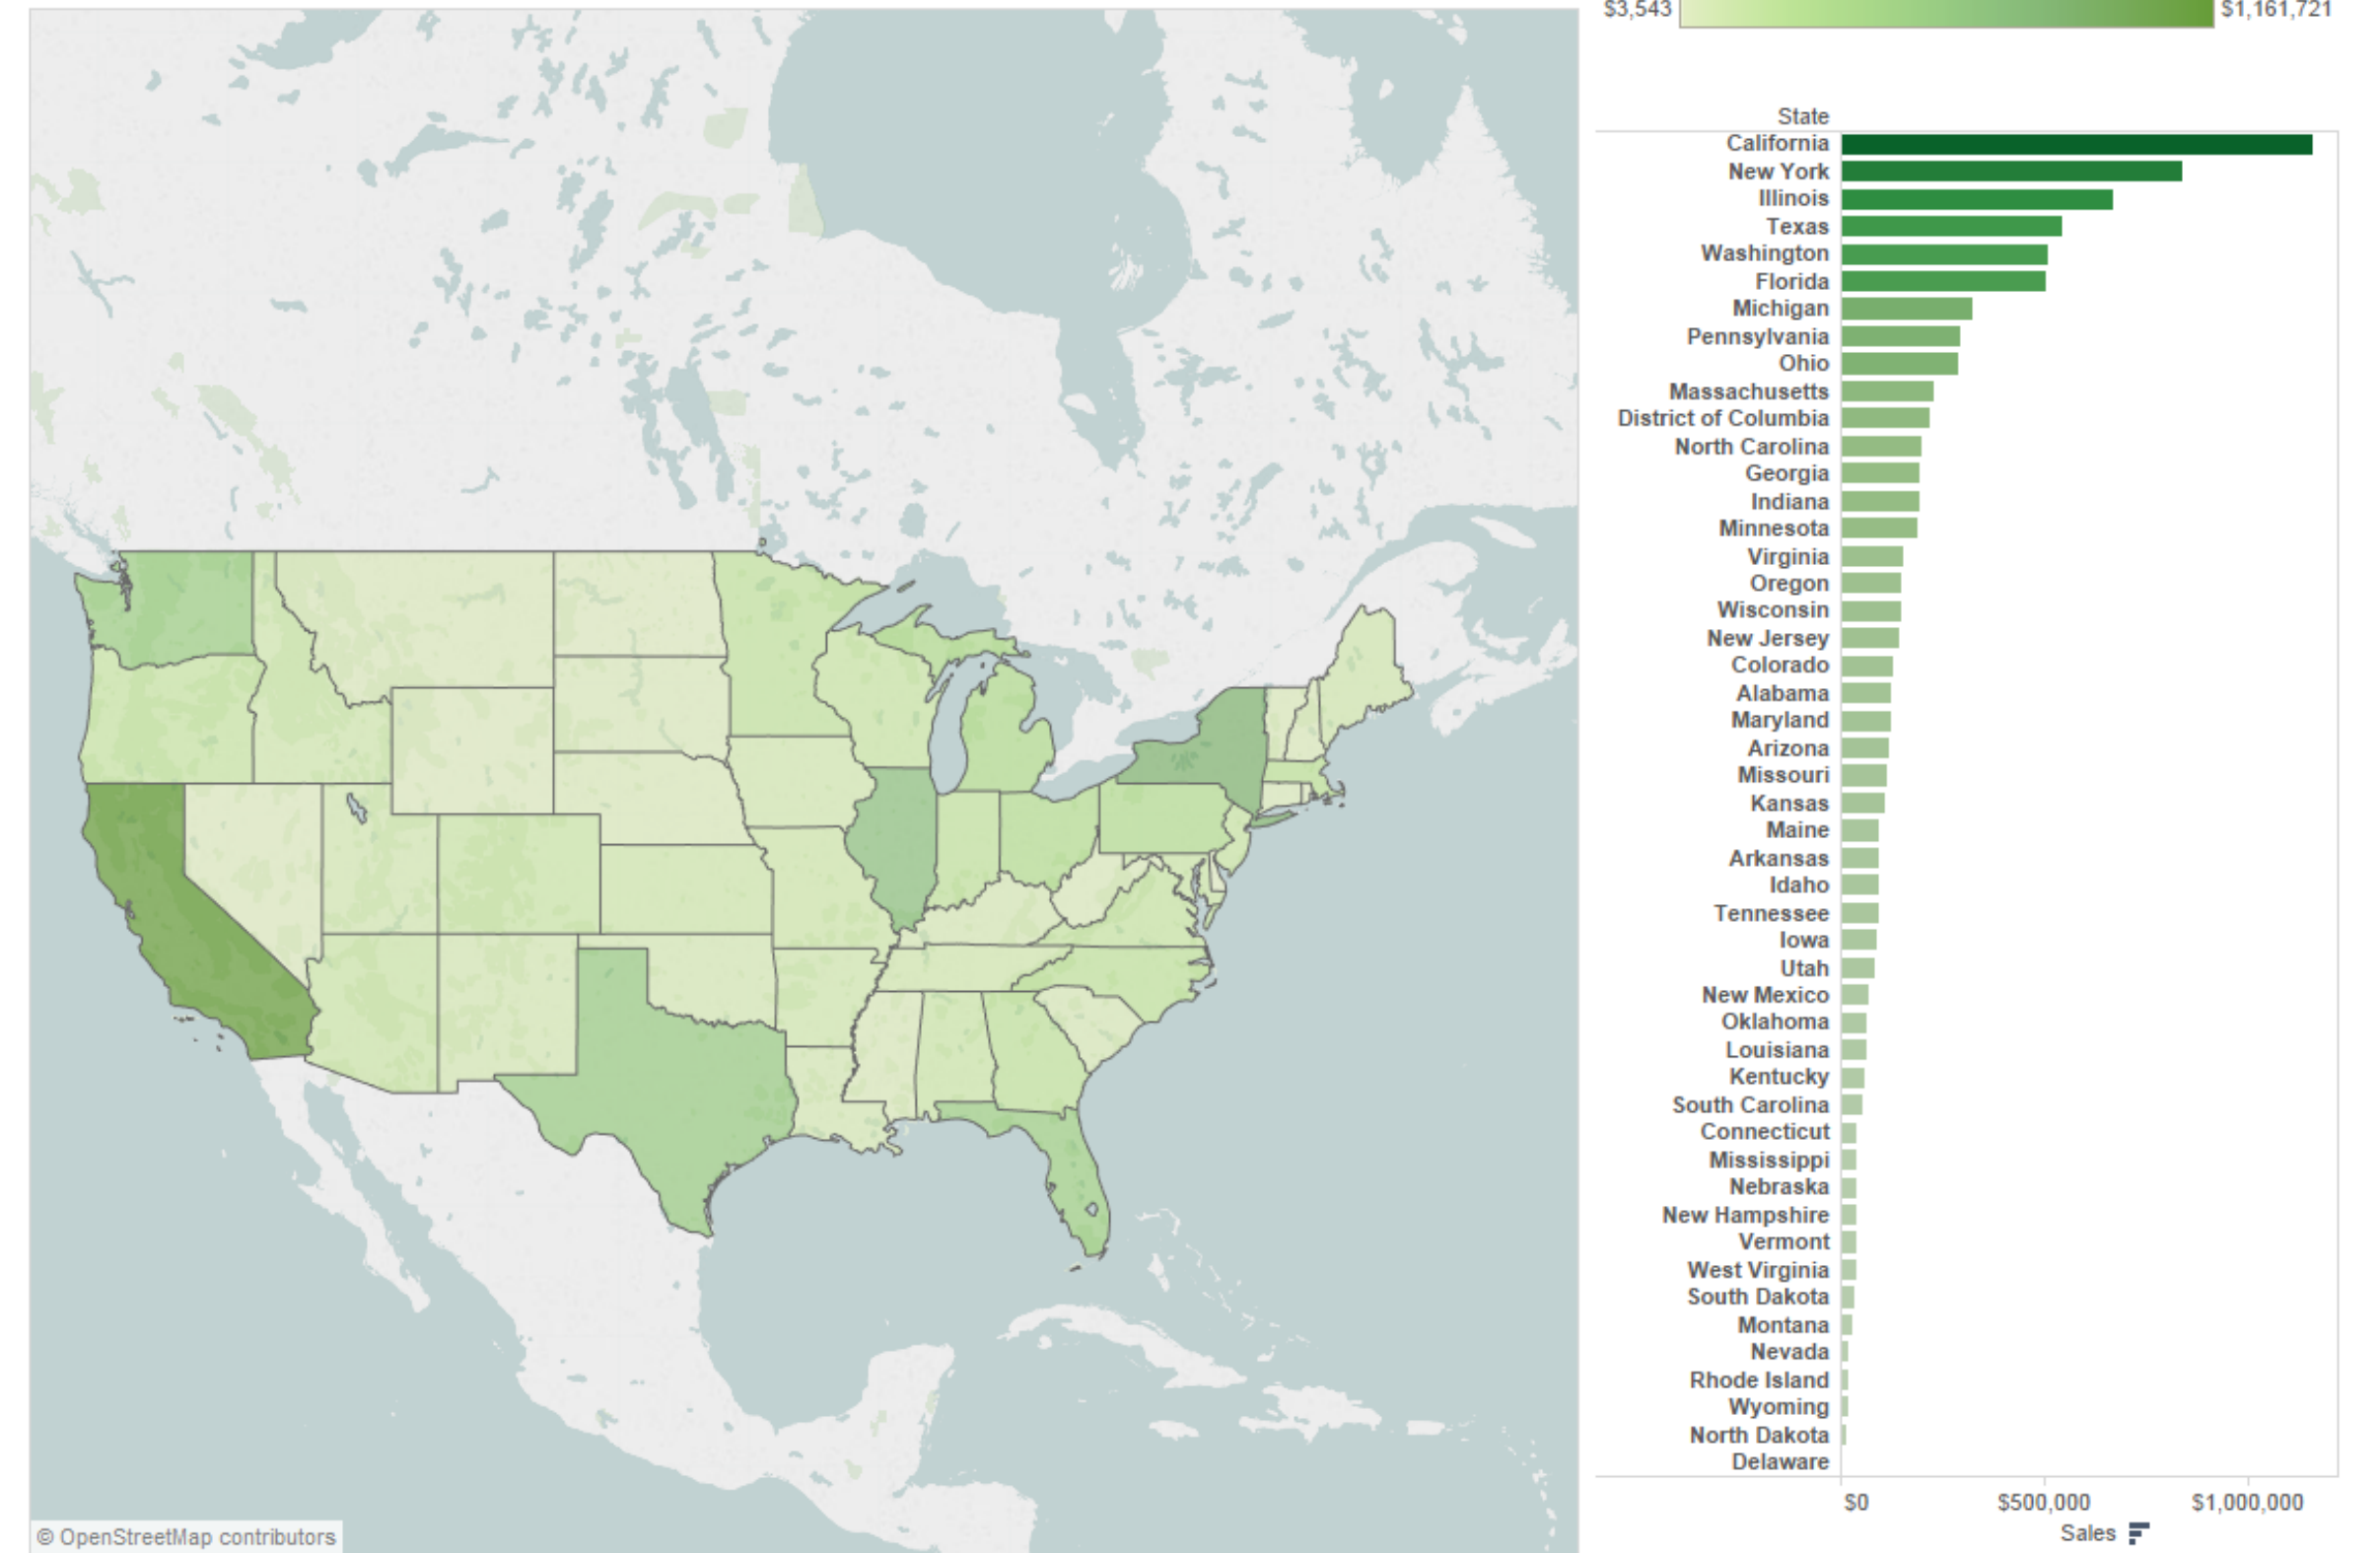 $3,543 $1,161,721
State
California
New York
Illinois
Texas
Washington
Florida
Michigan
Pennsylvania
Ohio
Massachusetts
District of Columbia
North Carolina
Georgia
Indiana
Minnesota
Virginia
Oregon
Wisconsin
New Jersey
Colorado
Alabama
Maryland
Arizona
Missouri
Kansas
Maine
Arkansas
Idaho
Tennessee
Iowa
Utah
New Mexico
Oklahoma
Louisiana
Kentucky
South Carolina
Connecticut
Mississippi
Nebraska
New Hampshire
Vermont
West Virginia
South Dakota
Montana
Nevada
Rhode Island
Wyoming
North Dakota
Delaware
$0 $500,000 $1,000,000
Sales
© OpenStreetMap contributors